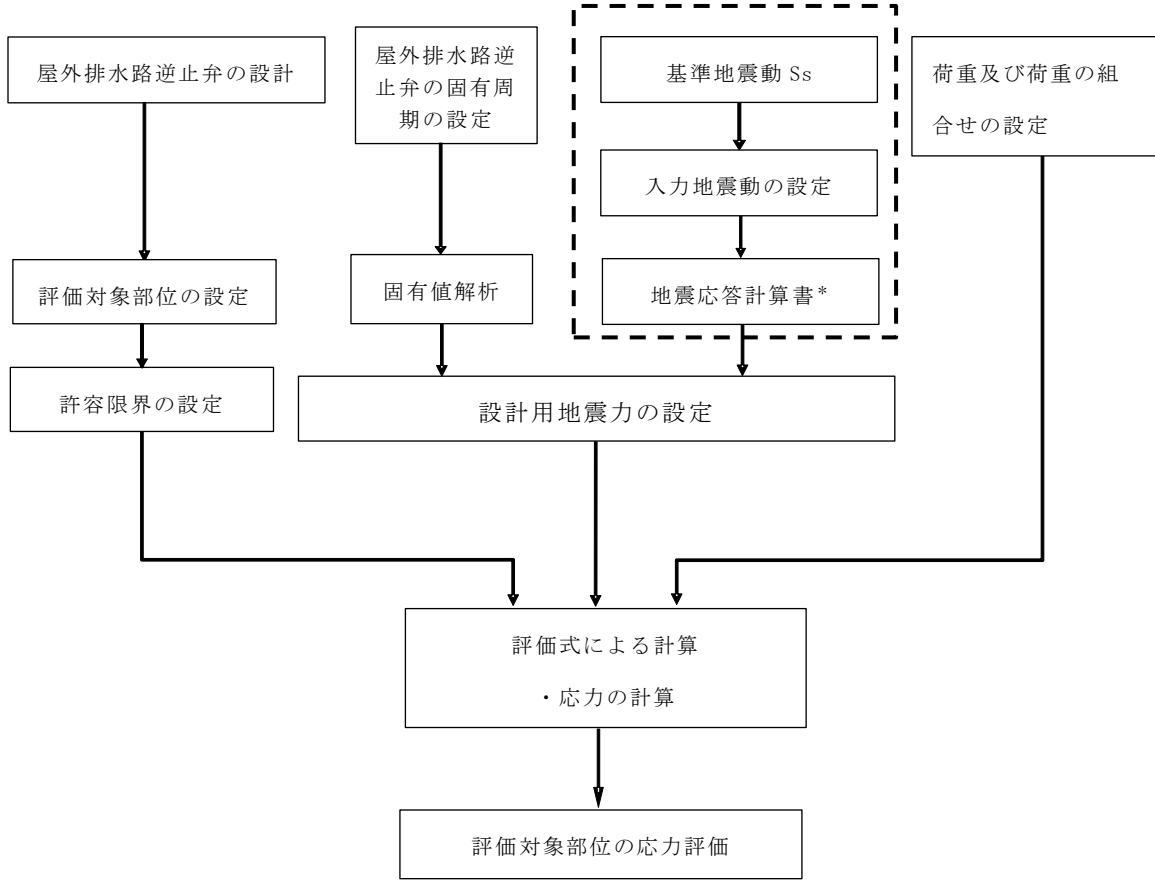 屋外排水路逆止弁の設計
屋外排水路逆
止弁の固有周
期の設定
基準地震動 Ss
荷重及び荷重の組
合せの設定
入力地震動の設定
評価対象部位の設定
固有値解析
地震応答計算書*
許容限界の設定
設計用地震力の設定
評価式による計算
・応力の計算
評価対象部位の応力評価